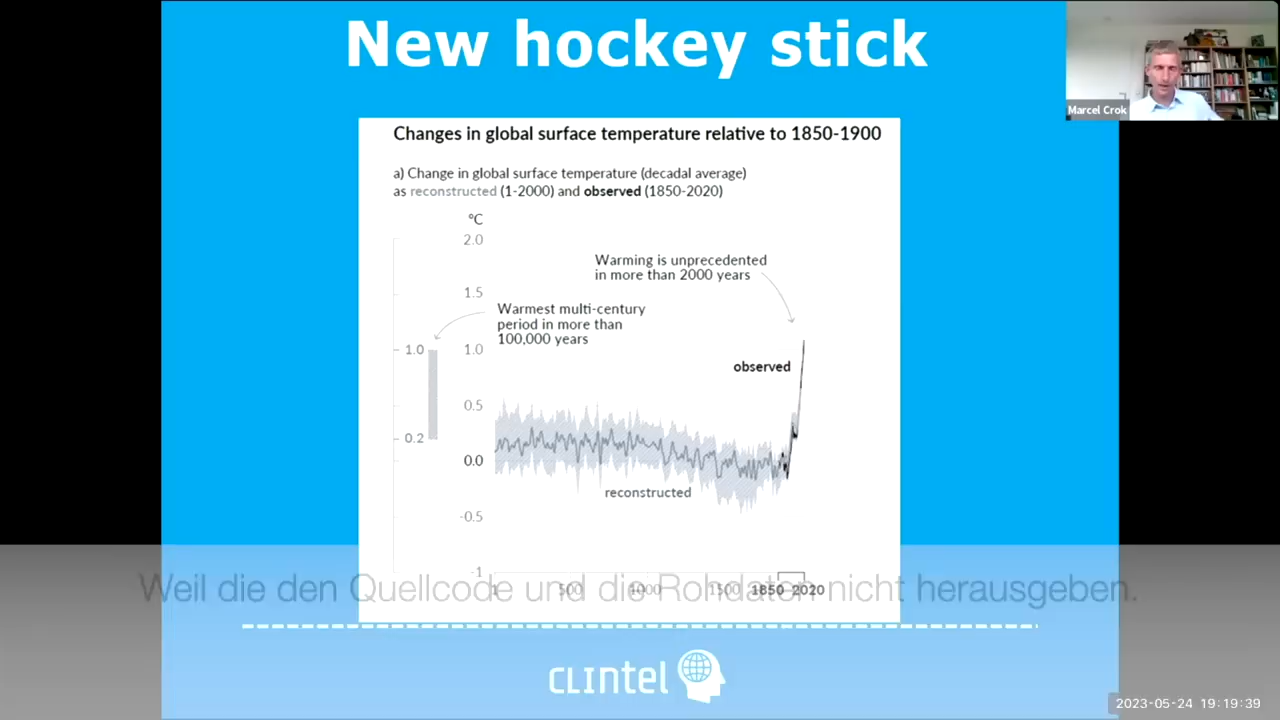 New hockey stick
Marcel Crok
Changes in global surface temperature relative to 1850-1900
a) Change in global surface temperature (decadal average)
as reconstructed (1-2000) and observed (1850-2020)
°C
2.0
Warming is unprecedented
in more than 2000 years
1.5
Warmest multi-century
period in more than
100,000 years
1.0
1.0
observed
0.5
0.2
0.0
reconstructed
-0.5
-1
1 500 1000 1500 1850 2020
Weil die den Quellcode und die Rohdaten nicht herausgeben.
CLINTEL
2023-05-24 19:19:39